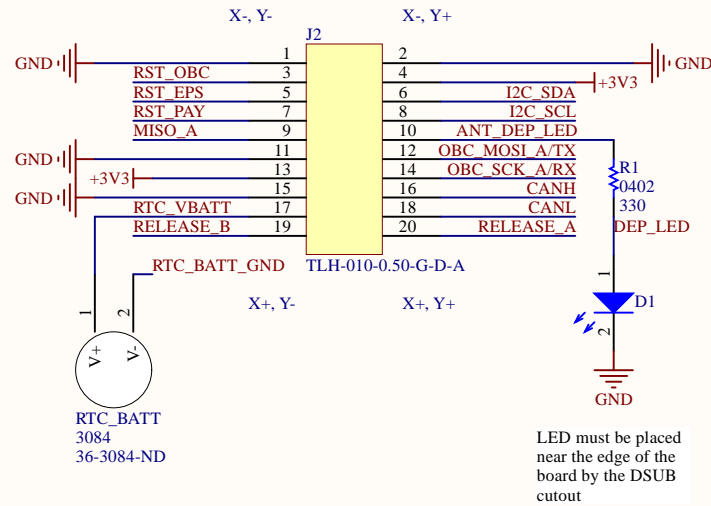 X-, Y-
X-, Y+
J2
GND
1
2
GND
RST_OBC
3
4
+3V3
RST_EPS
5
6
I2C_SDA
RST_PAY
7
8
I2C_SCL
MISO_A
9
10
ANT_DEP_LED
GND
11
12
OBC_MOSI_A/TX
+3V3
13
14
OBC_SCK_A/RX
R1
0402
330
GND
15
16
CANH
RTC_VBATT
17
18
CANL
RELEASE_B
19
20
RELEASE_A
DEP_LED
RTC_BATT_GND
TLH-010-0.50-G-D-A
X+, Y-
X+, Y+
1
2
V+
V-
1
D1
2
GND
RTC_BATT
3084
36-3084-ND
LED must be placed
near the edge of the
board by the DSUB
cutout